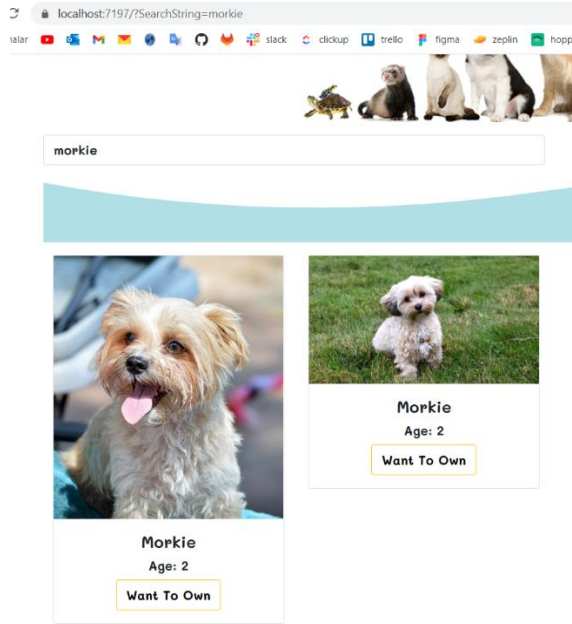 localhost:7197/?SearchString=morkie
nalar slack clickup trello figma zeplin hopp
morkie
Morkie
Age: 2
Want To Own
Morkie
Age: 2
Want To Own